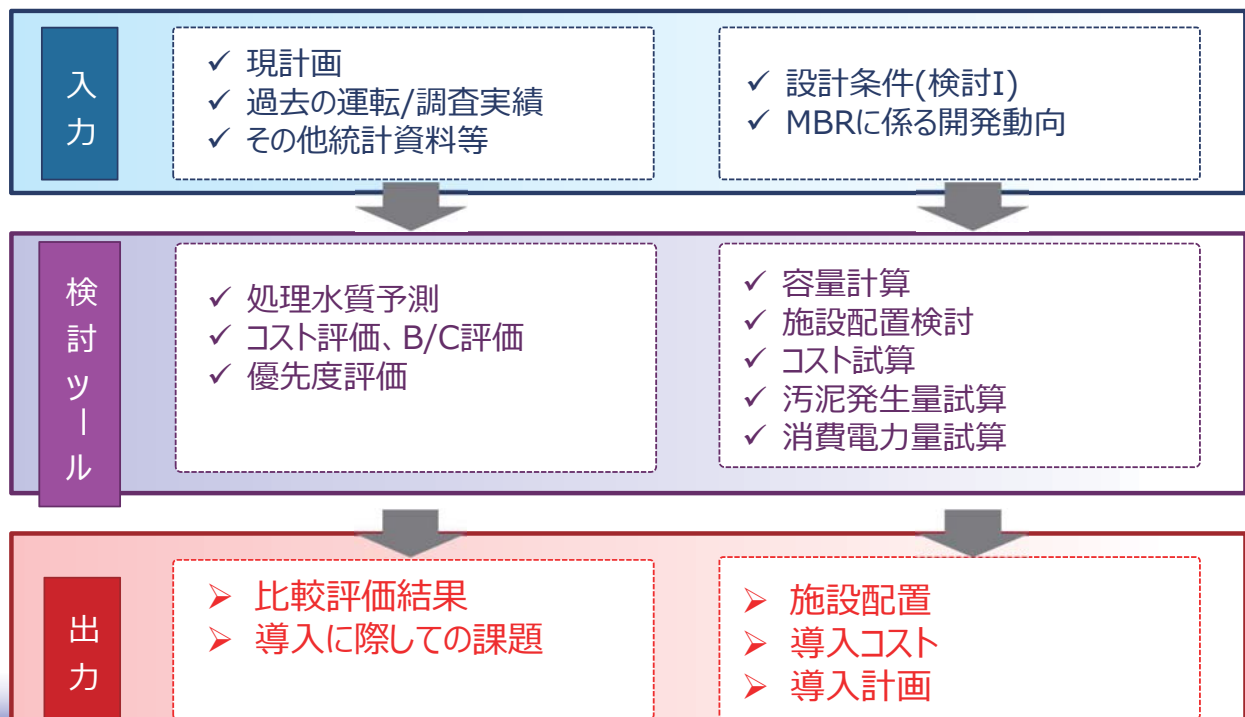 入力
✓ 現計画
✓ 過去の運転/調査実績
✓ その他統計資料等
✓ 設計条件(検討I)
✓ MBRに係る開発動向
検討ツール
✓ 処理水質予測
✓ コスト評価、B/C評価
✓ 優先度評価
✓ 容量計算
✓ 施設配置検討
✓ コスト試算
✓ 汚泥発生量試算
✓ 消費電力量試算
出力
➢ 比較評価結果
➢ 導入に際しての課題
➢ 施設配置
➢ 導入コスト
➢ 導入計画